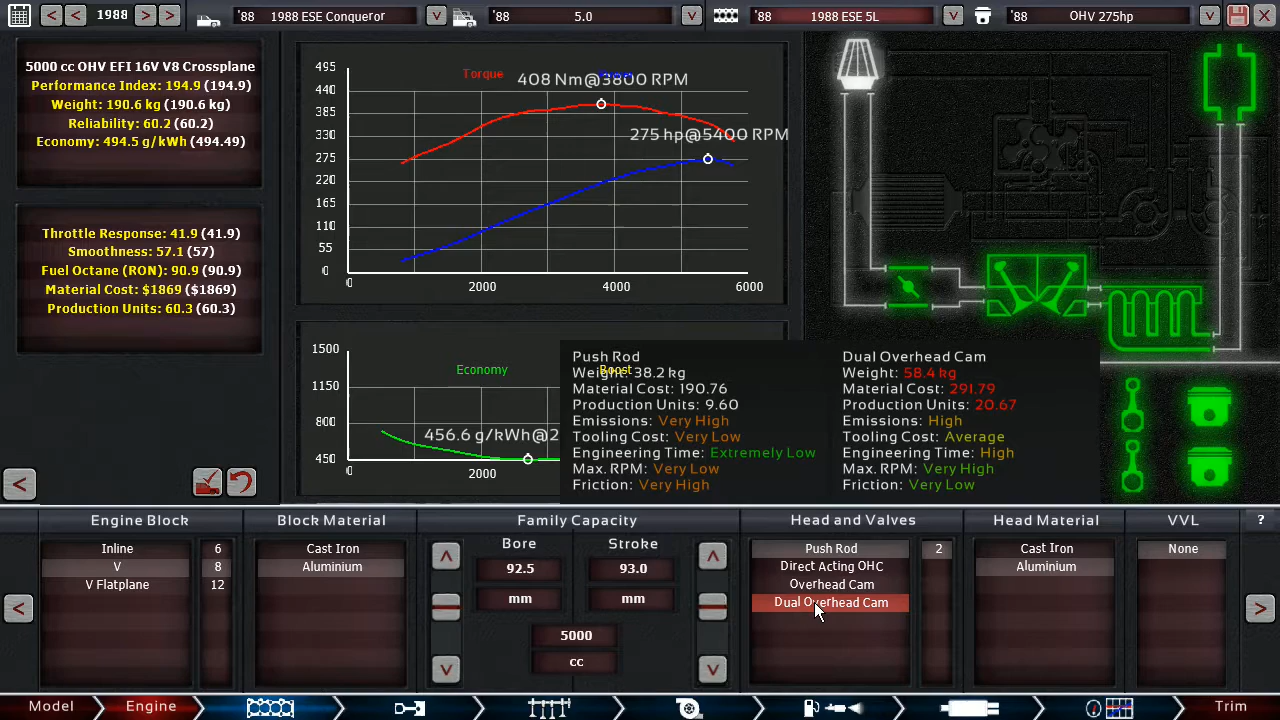 1988
'88 1988 ESE Conqueror
'88 5.0
'88 1988 ESE 5L
'88 OHV 275hp
5000 cc OHV EFI 16V V8 Crossplane
Performance Index: 194.9 (194.9)
Weight: 190.6 kg (190.6 kg)
Reliability: 60.2 (60.2)
Economy: 494.5 g/kWh (494.49)
Throttle Response: 41.9 (41.9)
Smoothness: 57.1 (57)
Fuel Octane (RON): 90.9 (90.9)
Material Cost: $1869 ($1869)
Production Units: 60.3 (60.3)
495
440
385
330
275
220
165
110
55
0
0 2000 4000 6000
Torque
408 Nm@3800 RPM
275 hp@5400 RPM
1500
1150
800
450
0 2000
Economy
Boost
456.6 g/kWh@2
Push Rod
Weight: 38.2 kg
Material Cost: 190.76
Production Units: 9.60
Emissions: Very High
Tooling Cost: Very Low
Engineering Time: Extremely Low
Max. RPM: Very Low
Friction: Very High
Dual Overhead Cam
Weight: 58.4 kg
Material Cost: 291.79
Production Units: 20.67
Emissions: High
Tooling Cost: Average
Engineering Time: High
Max. RPM: Very High
Friction: Very Low
Engine Block
Inline 6
V 8
V Flatplane 12
Block Material
Cast Iron
Aluminium
Family Capacity
Bore Stroke
92.5 93.0
mm mm
5000
cc
Head and Valves
Push Rod 2
Direct Acting OHC
Overhead Cam
Dual Overhead Cam
Head Material
Cast Iron
Aluminium
VVL
None
?
Model Engine Trim